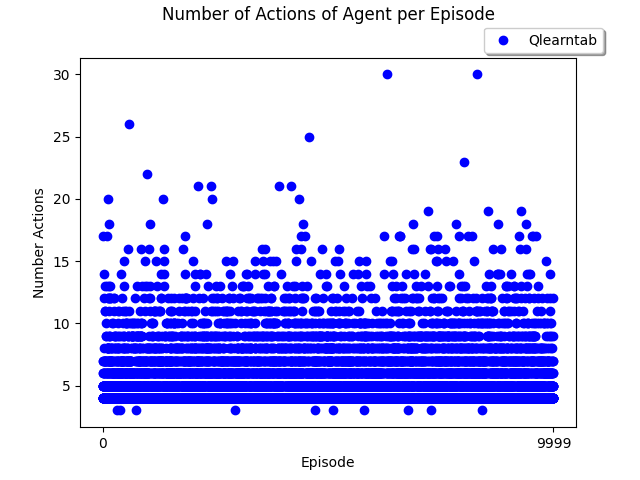 Number of Actions of Agent per Episode
Qlearntab
30
25
20
15
10
5
Number Actions
0 9999
Episode